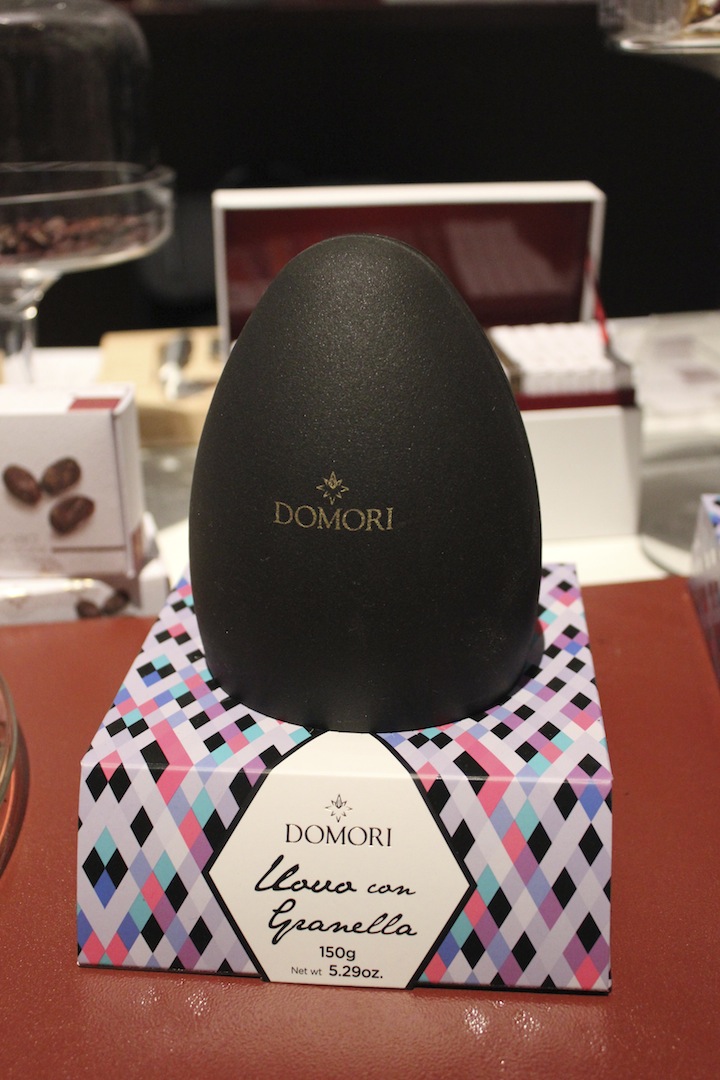 DOMORI
DOMORI
Uovo con
Granella
150g
Net wt 5.29oz.